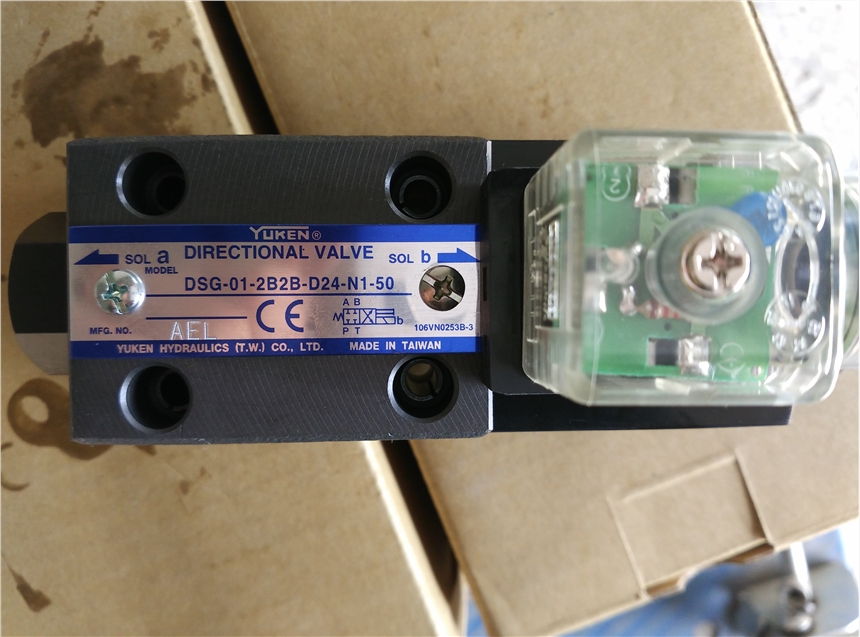 YUKEN®
SOL a DIRECTIONAL VALVE SOL b
MODEL
DSG-01-2B2B-D24-N1-50
A B
CE b
P T
MFG. NO. AEL 106VN0253B-3
YUKEN HYDRAULICS (T.W.) CO., LTD. MADE IN TAIWAN